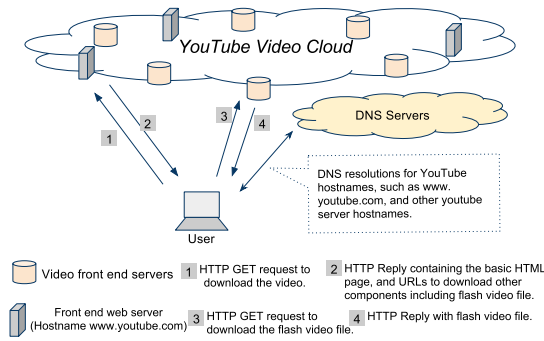 YouTube Video Cloud
1
2
3
4
DNS Servers
DNS resolutions for YouTube
hostnames, such as www.
youtube.com, and other youtube
server hostnames.
User
Video front end servers
1 HTTP GET request to
download the video.
2 HTTP Reply containing the basic HTML
page, and URLs to download other
components including flash video file.
Front end web server
(Hostname www.youtube.com)
3 HTTP GET request to
download the flash video file.
4 HTTP Reply with flash video file.